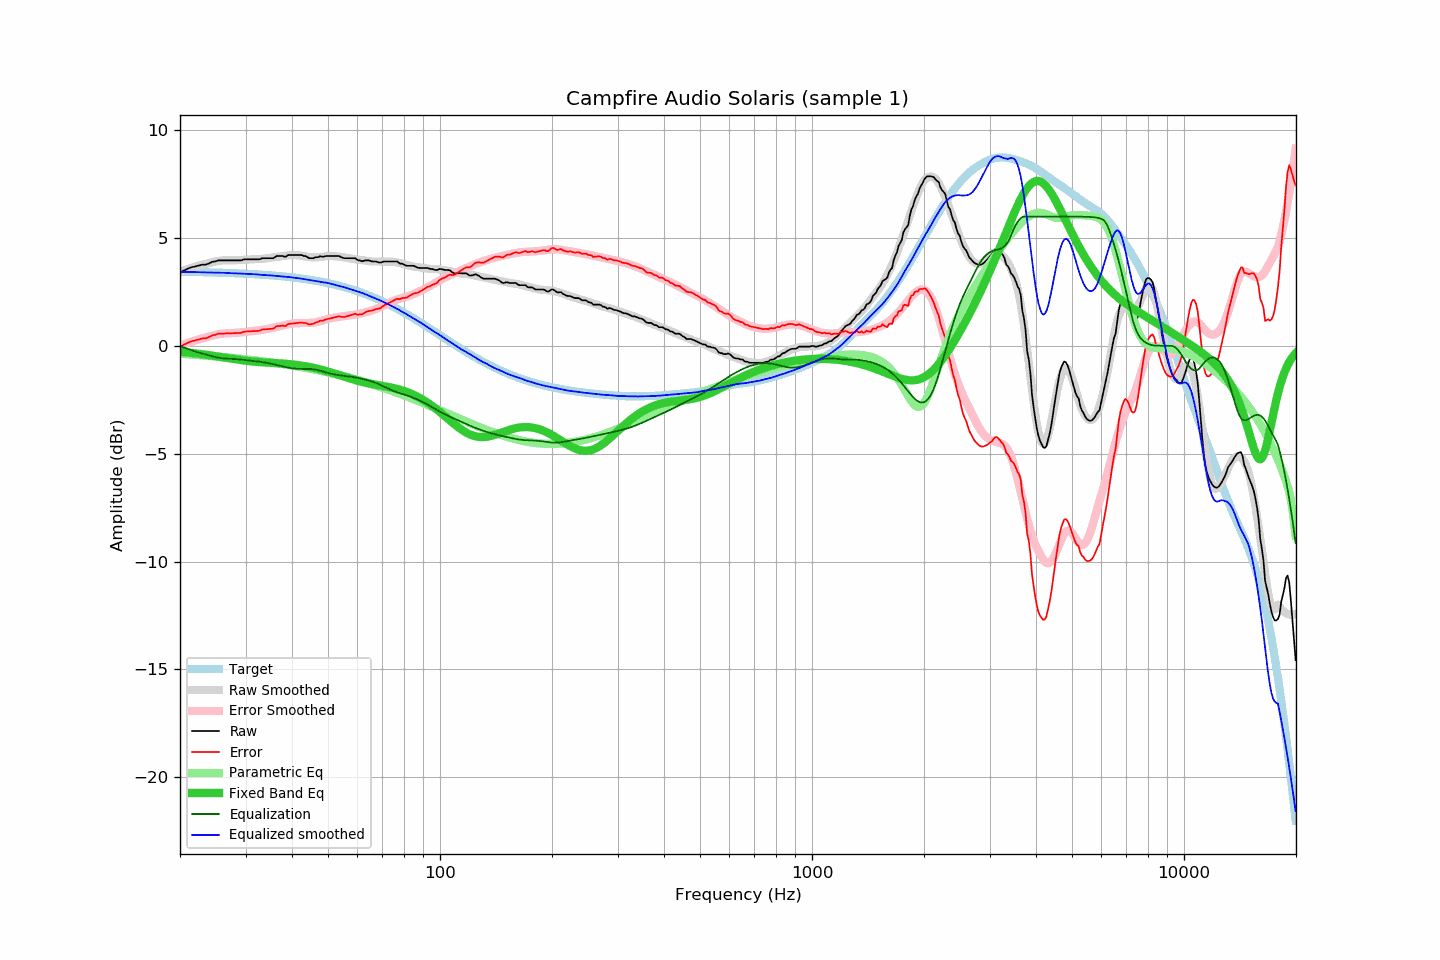 Campfire Audio Solaris (sample 1)
10
5
0
−5
−10
−15
−20
Amplitude (dBr)
Target
Raw Smoothed
Error Smoothed
Raw
Error
Parametric Eq
Fixed Band Eq
Equalization
Equalized smoothed
100
1000
10000
Frequency (Hz)